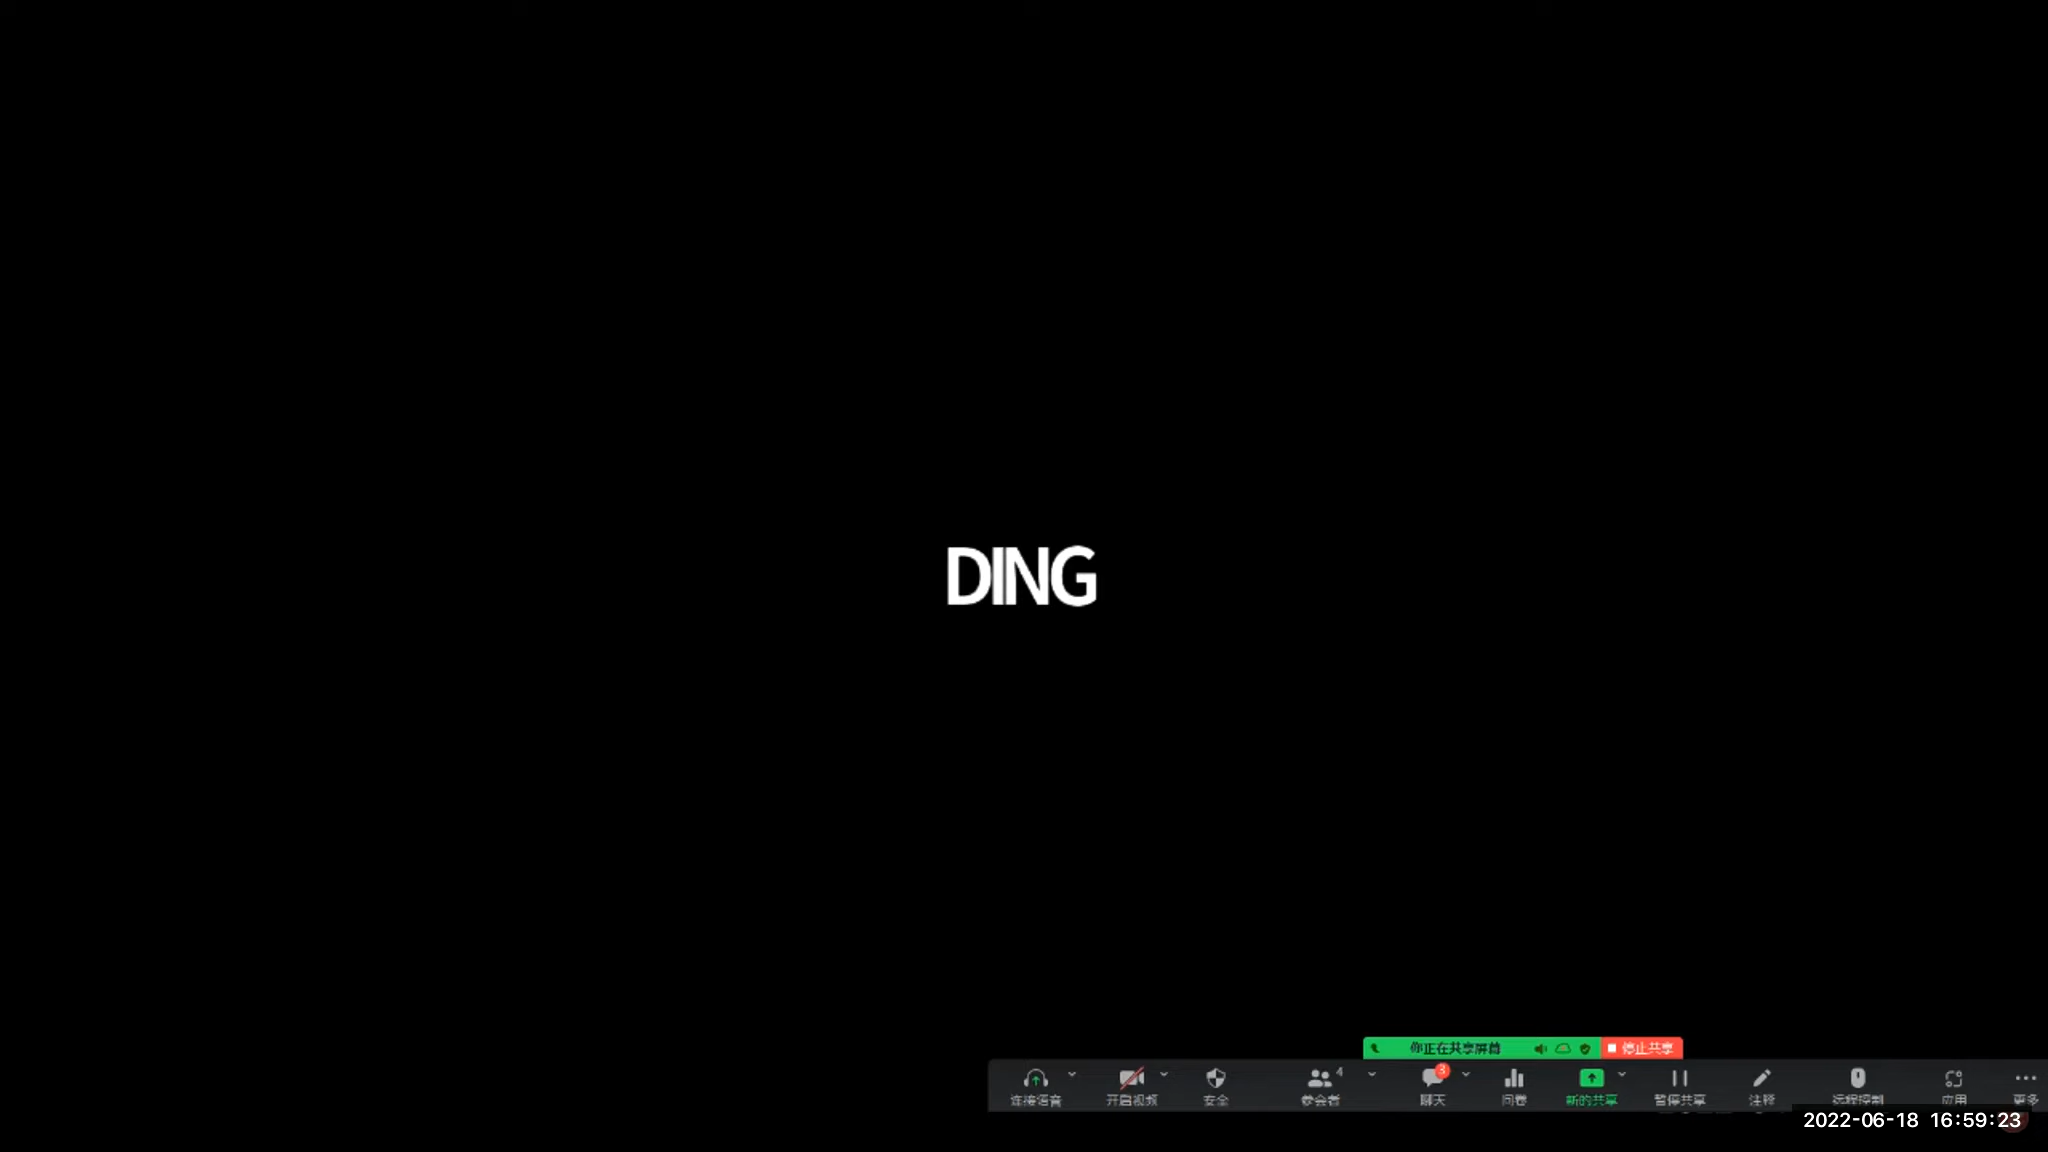 DING
你正在共享屏幕 停止共享
4 3
连接语音 开启视频 安全 参会者 聊天 问卷 新的共享 暂停共享 注释 远程控制 应用 更多
2022-06-18 16:59:23